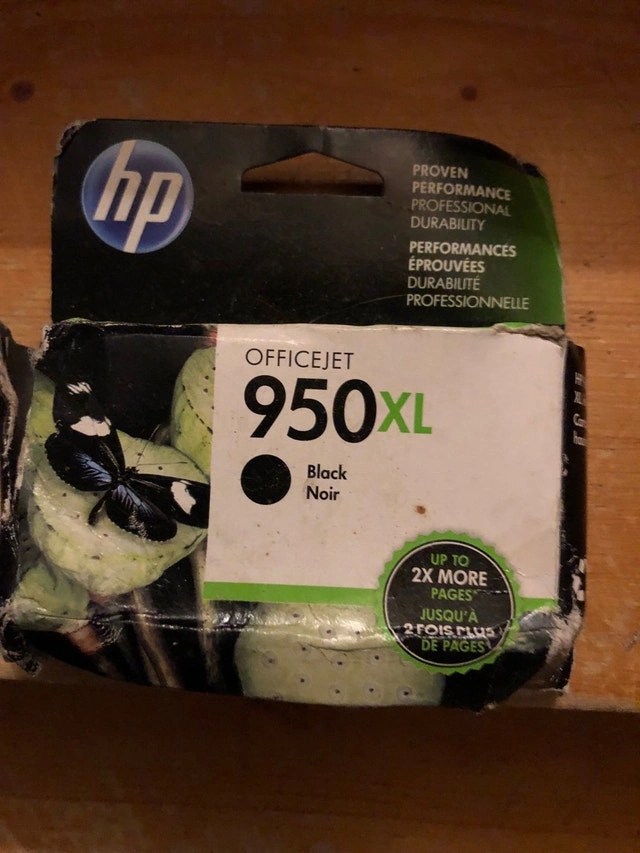 hp
PROVEN
PERFORMANCE
PROFESSIONAL
DURABILITY
PERFORMANCES
ÉPROUVÉES
DURABILITÉ
PROFESSIONNELLE
OFFICEJET
950XL
Black
Noir
UP TO
2X MORE
PAGES*
JUSQU'À
2 FOIS PLUS
DE PAGES*